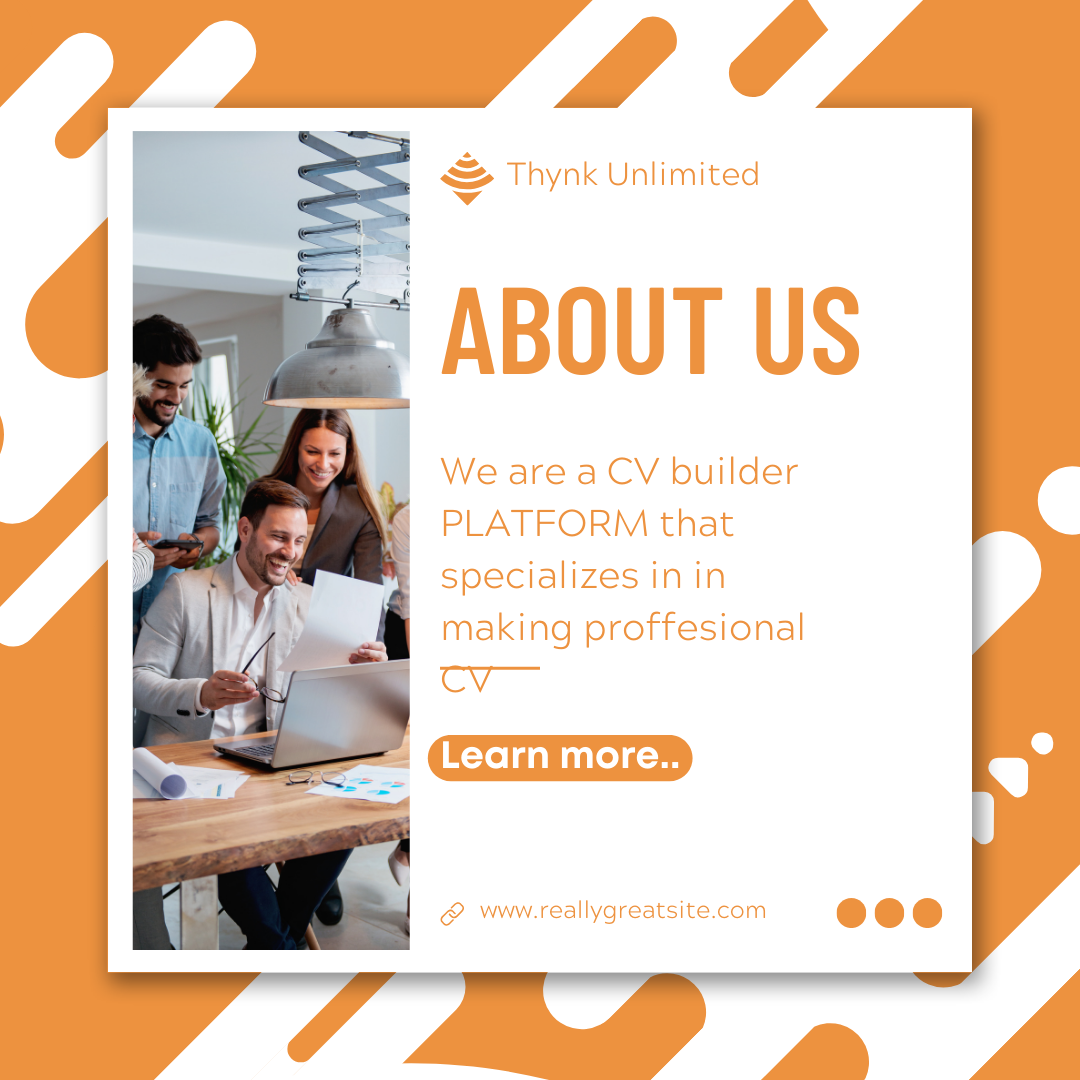 Thynk Unlimited
ABOUT US
We are a CV builder
PLATFORM that
specializes in in
making proffesional
CV
Learn more..
www.reallygreatsite.com